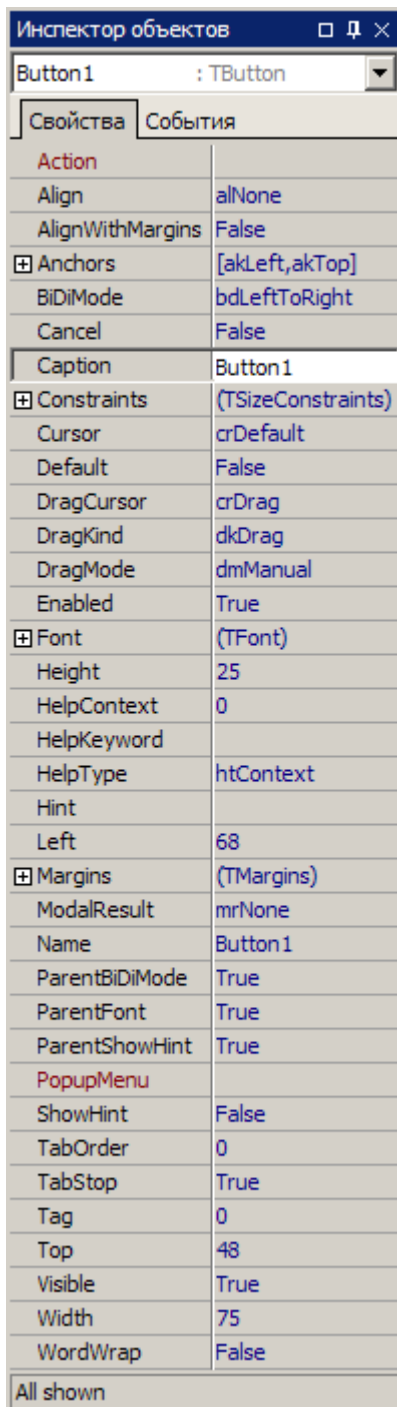 Инспектор объектов
Button1 : TButton
Свойства События
Action
Align alNone
AlignWithMargins False
Anchors [akLeft,akTop]
BiDiMode bdLeftToRight
Cancel False
Caption Button1
Constraints (TSizeConstraints)
Cursor crDefault
Default False
DragCursor crDrag
DragKind dkDrag
DragMode dmManual
Enabled True
Font (TFont)
Height 25
HelpContext 0
HelpKeyword
HelpType htContext
Hint
Left 68
Margins (TMargins)
ModalResult mrNone
Name Button1
ParentBiDiMode True
ParentFont True
ParentShowHint True
PopupMenu
ShowHint False
TabOrder 0
TabStop True
Tag 0
Top 48
Visible True
Width 75
WordWrap False
All shown